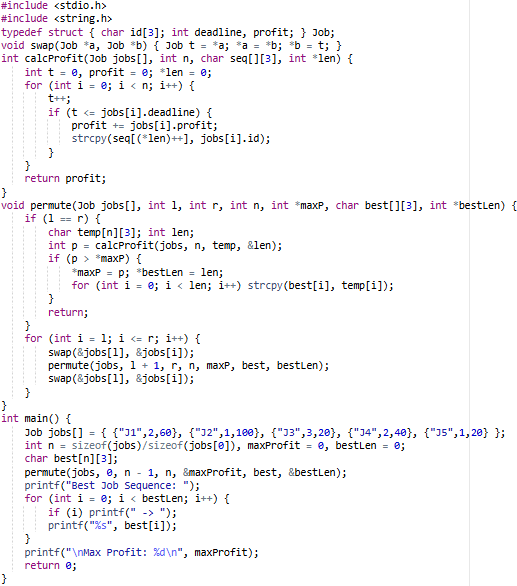 #include <stdio.h>
#include <string.h>
typedef struct { char id[3]; int deadline, profit; } Job;
void swap(Job *a, Job *b) { Job t = *a; *a = *b; *b = t; }
int calcProfit(Job jobs[], int n, char seq[][3], int *len) {
    int t = 0, profit = 0; *len = 0;
    for (int i = 0; i < n; i++) {
        t++;
        if (t <= jobs[i].deadline) {
            profit += jobs[i].profit;
            strcpy(seq[(*len)++], jobs[i].id);
        }
    }
    return profit;
}
void permute(Job jobs[], int l, int r, int n, int *maxP, char best[][3], int *bestLen) {
    if (l == r) {
        char temp[n][3]; int len;
        int p = calcProfit(jobs, n, temp, &len);
        if (p > *maxP) {
            *maxP = p; *bestLen = len;
            for (int i = 0; i < len; i++) strcpy(best[i], temp[i]);
        }
        return;
    }
    for (int i = l; i <= r; i++) {
        swap(&jobs[l], &jobs[i]);
        permute(jobs, l + 1, r, n, maxP, best, bestLen);
        swap(&jobs[l], &jobs[i]);
    }
}
int main() {
    Job jobs[] = { {"J1",2,60}, {"J2",1,100}, {"J3",3,20}, {"J4",2,40}, {"J5",1,20} };
    int n = sizeof(jobs)/sizeof(jobs[0]), maxProfit = 0, bestLen = 0;
    char best[n][3];
    permute(jobs, 0, n - 1, n, &maxProfit, best, &bestLen);
    printf("Best Job Sequence: ");
    for (int i = 0; i < bestLen; i++) {
        if (i) printf(" -> ");
        printf("%s", best[i]);
    }
    printf("\nMax Profit: %d\n", maxProfit);
    return 0;
}